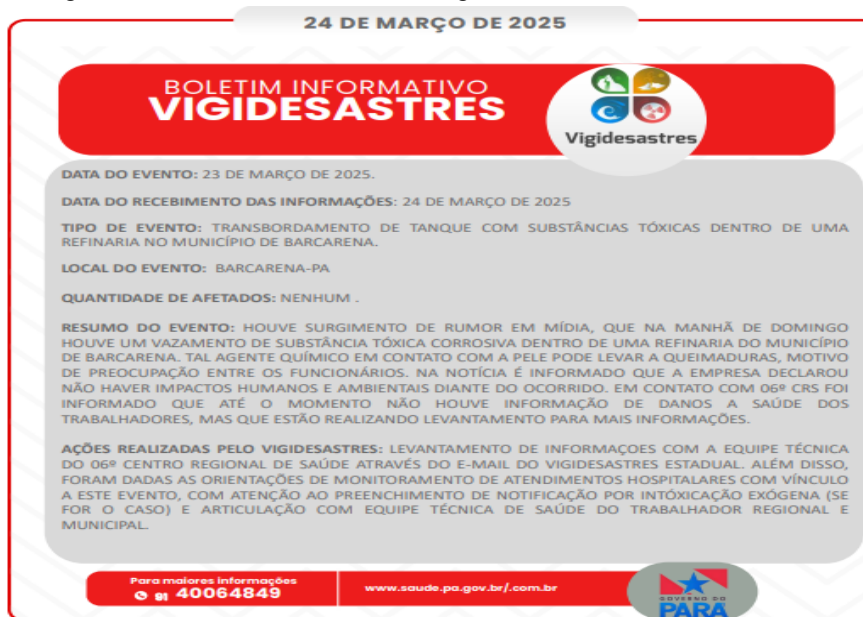 24 DE MARÇO DE 2025
BOLETIM INFORMATIVO
VIGIDESASTRES
Vigidesastres
DATA DO EVENTO: 23 DE MARÇO DE 2025.
DATA DO RECEBIMENTO DAS INFORMAÇÕES: 24 DE MARÇO DE 2025
TIPO DE EVENTO: TRANSBORDAMENTO DE TANQUE COM SUBSTÂNCIAS TÓXICAS DENTRO DE UMA
REFINARIA NO MUNICÍPIO DE BARCARENA.
LOCAL DO EVENTO: BARCARENA-PA
QUANTIDADE DE AFETADOS: NENHUM .
RESUMO DO EVENTO: HOUVE SURGIMENTO DE RUMOR EM MÍDIA, QUE NA MANHÃ DE DOMINGO
HOUVE UM VAZAMENTO DE SUBSTÂNCIA TÓXICA CORROSIVA DENTRO DE UMA REFINARIA DO MUNICÍPIO
DE BARCARENA. TAL AGENTE QUÍMICO EM CONTATO COM A PELE PODE LEVAR A QUEIMADURAS, MOTIVO
DE PREOCUPAÇÃO ENTRE OS FUNCIONÁRIOS. NA NOTÍCIA É INFORMADO QUE A EMPRESA DECLAROU
NÃO HAVER IMPACTOS HUMANOS E AMBIENTAIS DIANTE DO OCORRIDO. EM CONTATO COM 06º CRS FOI
INFORMADO QUE ATÉ O MOMENTO NÃO HOUVE INFORMAÇÃO DE DANOS A SAÚDE DOS
TRABALHADORES, MAS QUE ESTÃO REALIZANDO LEVANTAMENTO PARA MAIS INFORMAÇÕES.
AÇÕES REALIZADAS PELO VIGIDESASTRES: LEVANTAMENTO DE INFORMAÇOES COM A EQUIPE TÉCNICA
DO 06º CENTRO REGIONAL DE SAÚDE ATRAVÉS DO E-MAIL DO VIGIDESASTRES ESTADUAL. ALÉM DISSO,
FORAM DADAS AS ORIENTAÇÕES DE MONITORAMENTO DE ATENDIMENTOS HOSPITALARES COM VÍNCULO
A ESTE EVENTO, COM ATENÇÃO AO PREENCHIMENTO DE NOTIFICAÇÃO POR INTÓXICAÇÃO EXÓGENA (SE
FOR O CASO) E ARTICULAÇÃO COM EQUIPE TÉCNICA DE SAÚDE DO TRABALHADOR REGIONAL E
MUNICIPAL.
Para maiores informações
91 40064849
www.saude.pa.gov.br/.com.br
GOVERNO DO
PARÁ